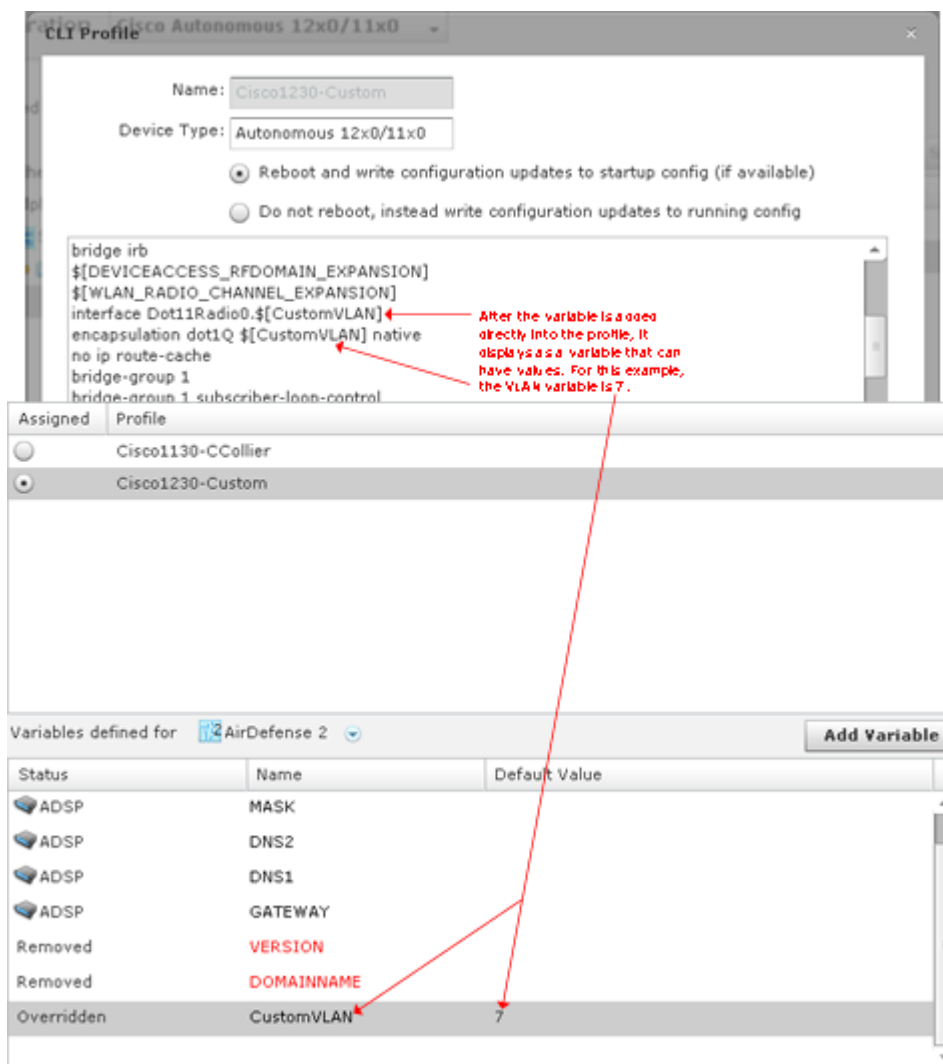 ration Cisco Autonomous 12x0/11x0
CLI Profile
Name: Cisco1230-Custom
Device Type: Autonomous 12x0/11x0
Reboot and write configuration updates to startup config (if available)
Do not reboot, instead write configuration updates to running config
bridge irb
$[DEVICEACCESS_RFDOMAIN_EXPANSION]
$[WLAN_RADIO_CHANNEL_EXPANSION]
interface Dot11Radio0.$[CustomVLAN]
encapsulation dot1Q $[CustomVLAN] native
no ip route-cache
bridge-group 1
bridge-group 1 subscriber-loop-control
After the variable is added
directly into the profile, it
displays as a variable that can
have values. For this example,
the VLAN variable is 7.
Assigned Profile
Cisco1130-CCollier
Cisco1230-Custom
Variables defined for AirDefense 2
Add Variable
Status Name Default Value
ADSP MASK
ADSP DNS2
ADSP DNS1
ADSP GATEWAY
Removed VERSION
Removed DOMAINNAME
Overridden CustomVLAN 7